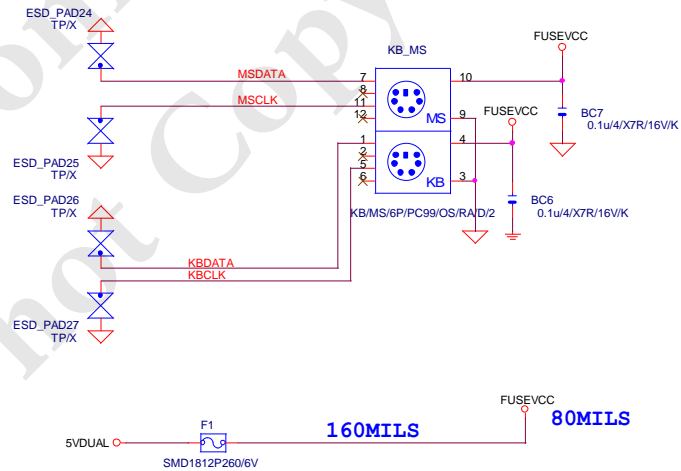 ESD_PAD24
TP/X
KB_MS
FUSEVCC
MSDATA
7
10
8
MSCLK
11
12
MS
9
FUSEVCC
BC7
0.1u/4/X7R/16V/K
ESD_PAD25
TP/X
1
4
2
5
6
KB
3
ESD_PAD26
TP/X
BC6
0.1u/4/X7R/16V/K
KB/MS/6P/PC99/OS/RA/D/2
KBDATA
KBCLK
ESD_PAD27
TP/X
not Copy
FUSEVCC
F1
160MILS
80MILS
5VDUAL
SMD1812P260/6V